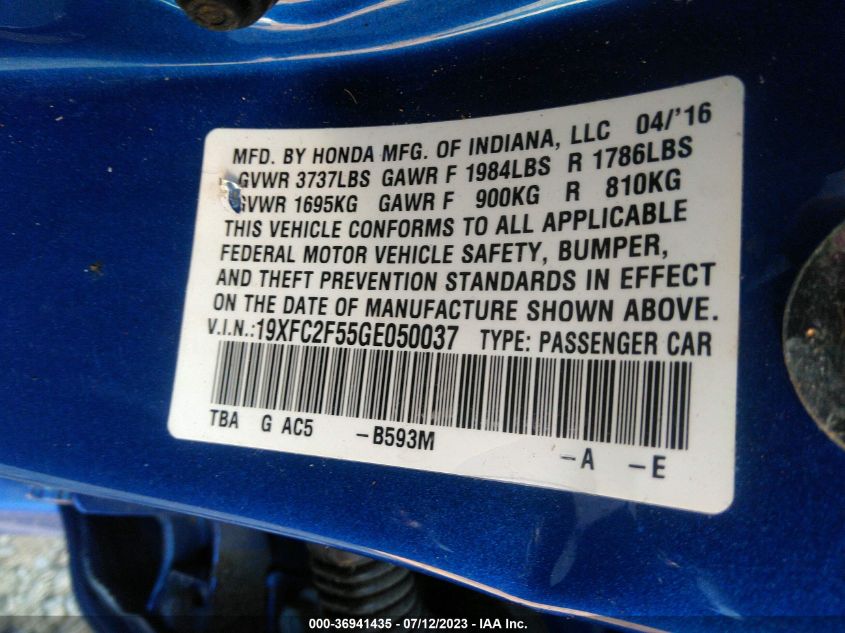 MFD. BY HONDA MFG. OF INDIANA, LLC 04/'16
GVWR 3737LBS GAWR F 1984LBS R 1786LBS
GVWR 1695KG GAWR F 900KG R 810KG
THIS VEHICLE CONFORMS TO ALL APPLICABLE
FEDERAL MOTOR VEHICLE SAFETY, BUMPER,
AND THEFT PREVENTION STANDARDS IN EFFECT
ON THE DATE OF MANUFACTURE SHOWN ABOVE.
V.I.N.:19XFC2F55GE050037 TYPE: PASSENGER CAR
TBA G AC5 -B593M -A -E
000-36941435 - 07/12/2023 - IAA Inc.